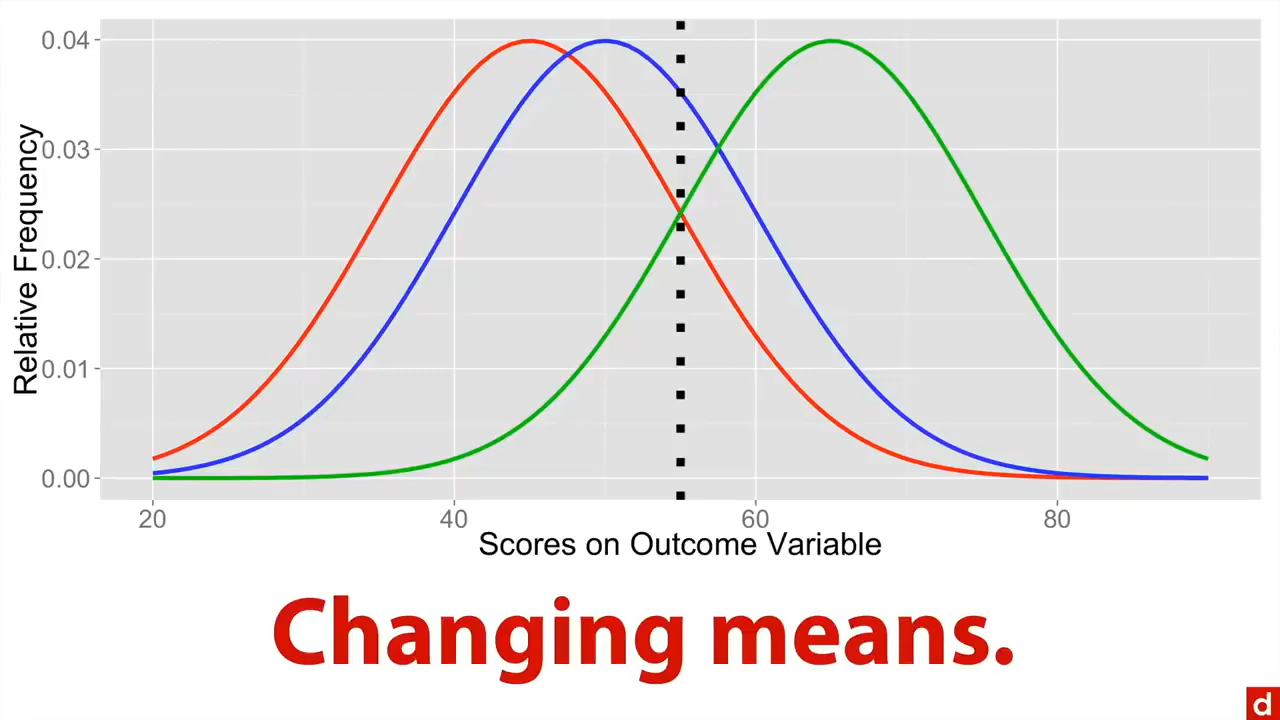 0.04
0.03
0.02
0.01
0.00
Relative Frequency
20 40 60 80
Scores on Outcome Variable
Changing means.
d